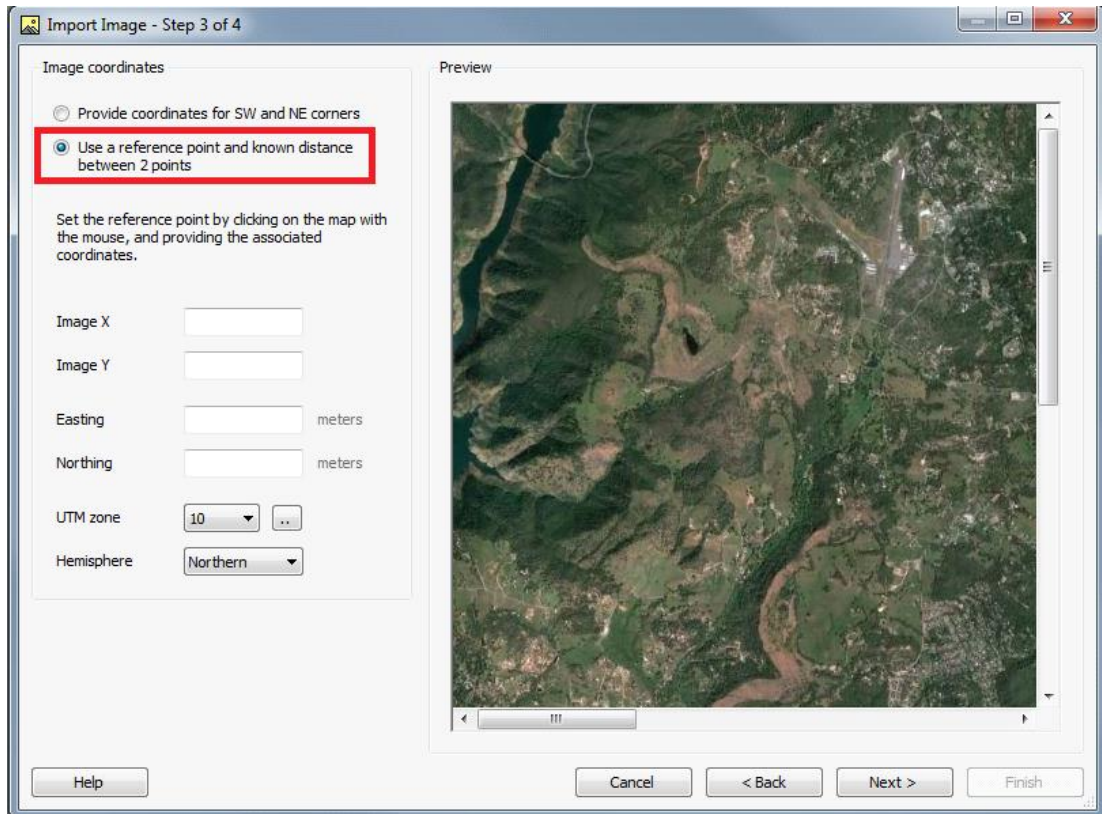 Import Image - Step 3 of 4
Image coordinates
Provide coordinates for SW and NE corners
Use a reference point and known distance
between 2 points
Set the reference point by clicking on the map with
the mouse, and providing the associated
coordinates.
Image X
Image Y
Easting meters
Northing meters
UTM zone 10 ..
Hemisphere Northern
Preview
Help Cancel < Back Next > Finish